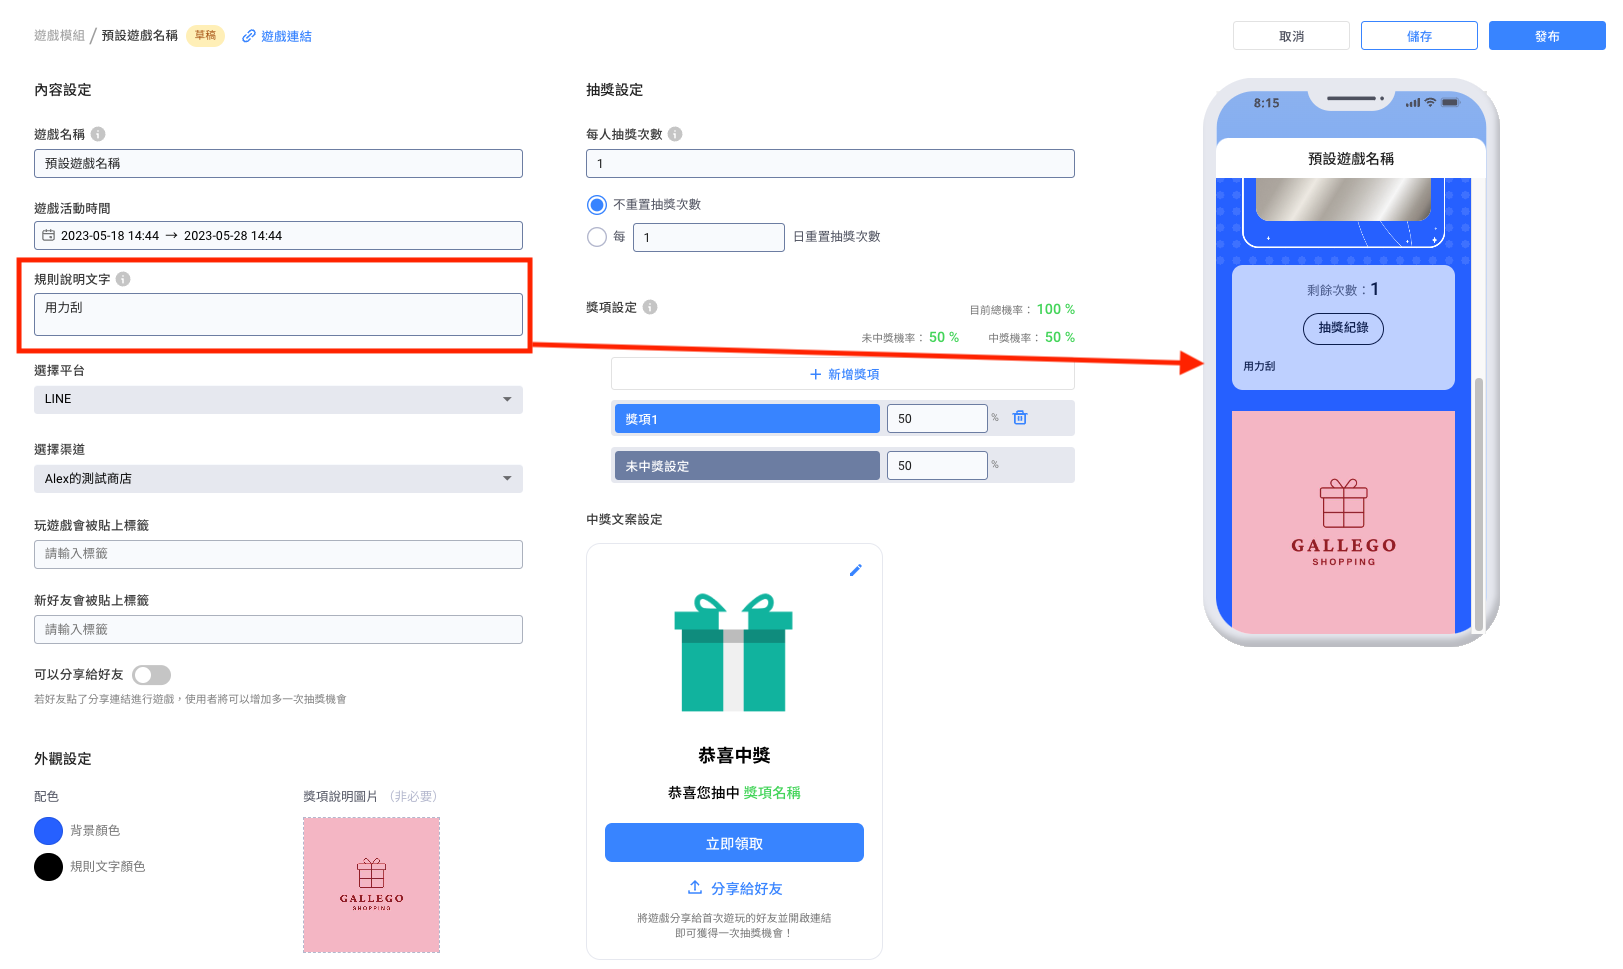 遊戲模組 / 預設遊戲名稱 草稿 遊戲連結
取消 儲存 發布
內容設定
遊戲名稱
預設遊戲名稱
遊戲活動時間
2023-05-18 14:44 → 2023-05-28 14:44
規則說明文字
用力刮
選擇平台
LINE
選擇渠道
Alex的測試商店
玩遊戲會被貼上標籤
請輸入標籤
新好友會被貼上標籤
請輸入標籤
可以分享給好友
若好友點了分享連結進行遊戲，使用者將可以增加多一次抽獎機會
外觀設定
配色
背景顏色
規則文字顏色
獎項說明圖片 （非必要）
GALLEGO
SHOPPING
抽獎設定
每人抽獎次數
1
不重置抽獎次數
每 1 日重置抽獎次數
獎項設定
目前總機率： 100 %
未中獎機率： 50 % 中獎機率： 50 %
+ 新增獎項
獎項1 50 %
未中獎設定 50 %
中獎文案設定
恭喜中獎
恭喜您抽中 獎項名稱
立即領取
分享給好友
將遊戲分享給首次遊玩的好友並開啟連結
即可獲得一次抽獎機會！
8:15
預設遊戲名稱
剩餘次數：1
抽獎紀錄
用力刮
GALLEGO
SHOPPING